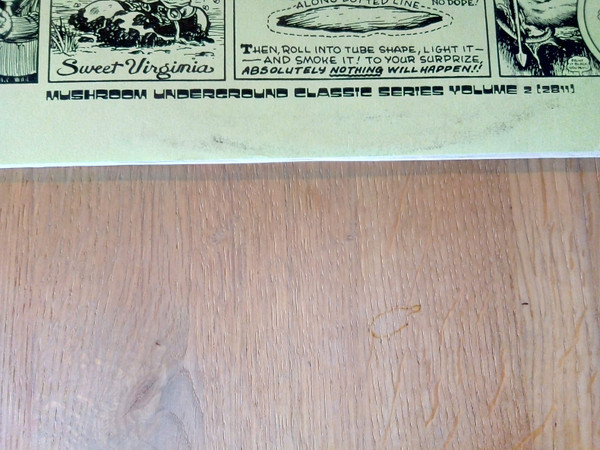 ALONG DOTTED LINE—
NO DOPE!
Sweet Virginia
THEN, ROLL INTO TUBE SHAPE, LIGHT IT—
—AND SMOKE IT! TO YOUR SURPRIZE,
ABSOLUTELY NOTHING WILL HAPPEN!!
MUSHROOM UNDERGROUND CLASSIC SERIES VOLUME 2 [2811]